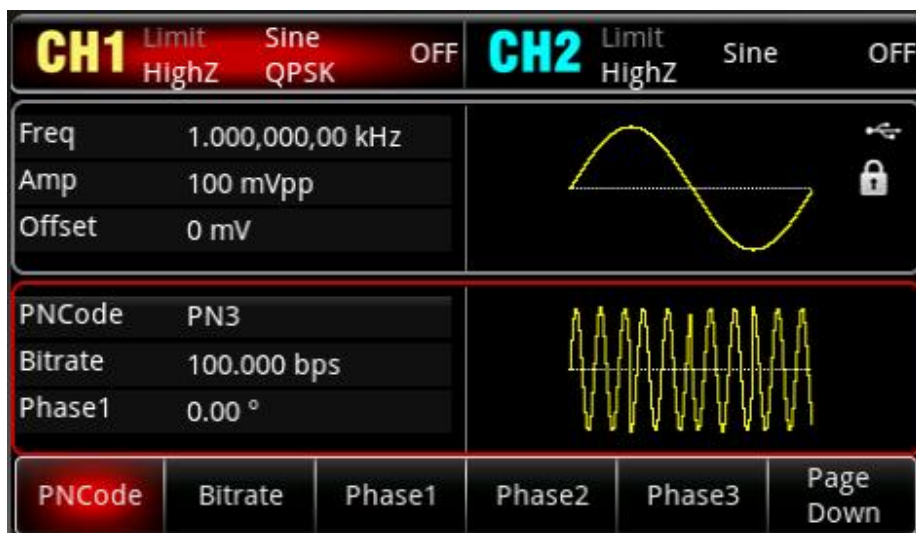 CH1 Limit Sine OFF CH2 Limit Sine OFF
HighZ QPSK HighZ
Freq 1.000,000,00 kHz
Amp 100 mVpp
Offset 0 mV
PNCode PN3
Bitrate 100.000 bps
Phase1 0.00 °
PNCode Bitrate Phase1 Phase2 Phase3 Page Down